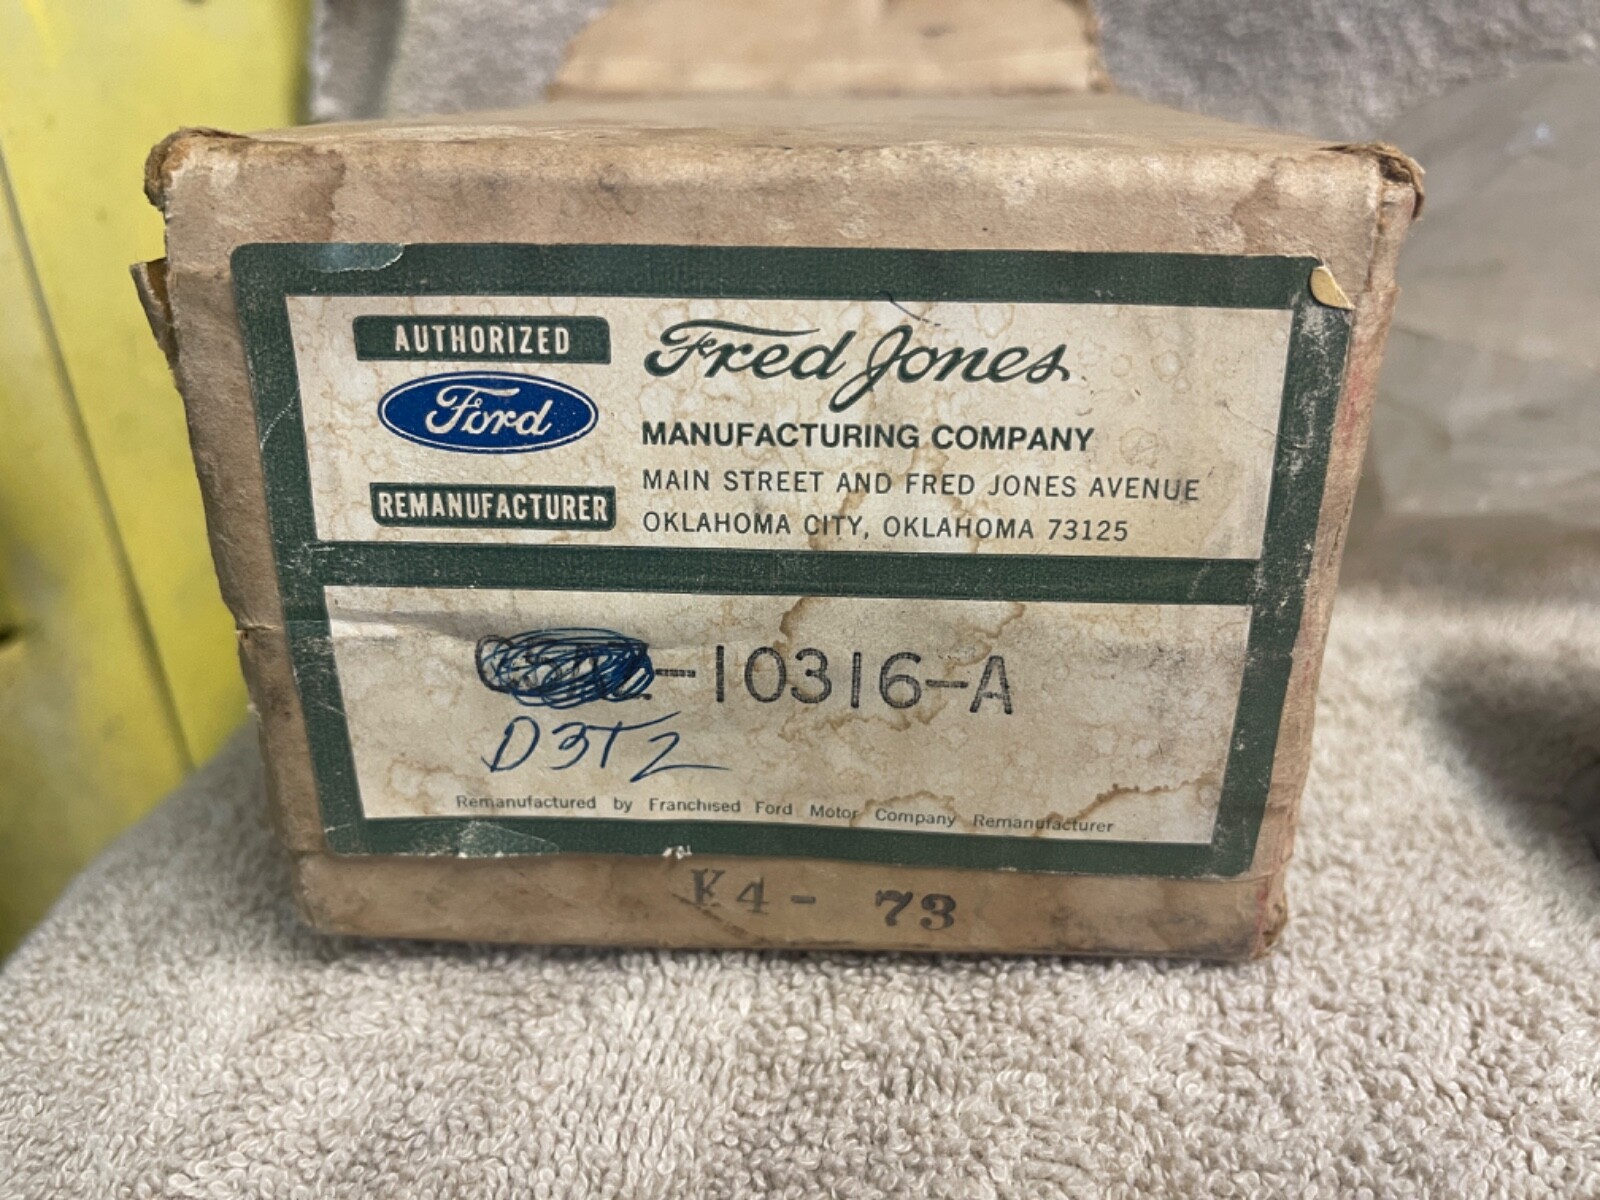 AUTHORIZED
Ford
REMANUFACTURER
Fred Jones
MANUFACTURING COMPANY
MAIN STREET AND FRED JONES AVENUE
OKLAHOMA CITY, OKLAHOMA 73125
-10316-A
D3TZ
Remanufactured by Franchised Ford Motor Company Remanufacturer
K4- 73